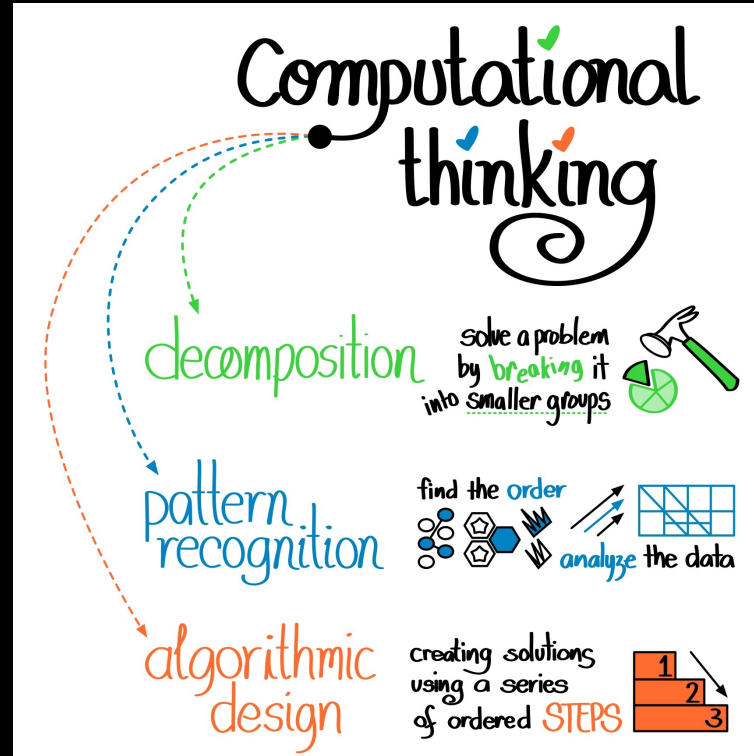 Computational
thinking
decomposition
solve a problem
by breaking it
into smaller groups
pattern
recognition
find the order
analyze the data
algorithmic
design
creating solutions
using a series
of ordered STEPS
1
2
3